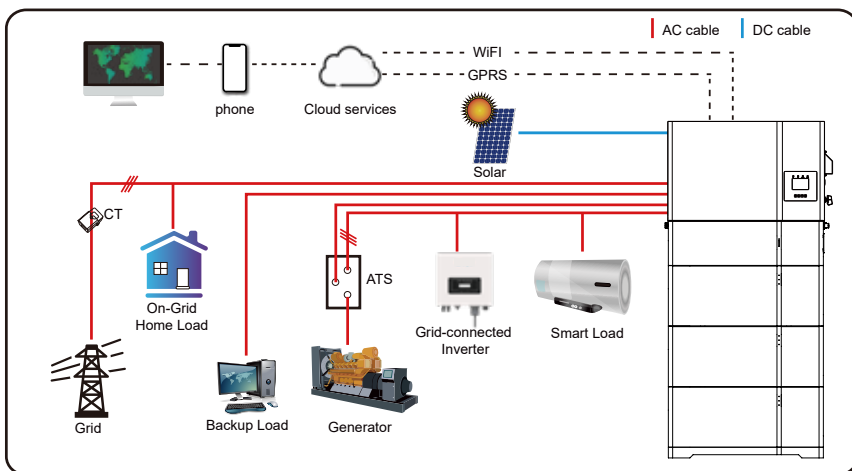 AC cable
DC cable
WiFI
GPRS
phone
Cloud services
Solar
CT
On-Grid
Home Load
ATS
Grid-connected
Inverter
Smart Load
Grid
Backup Load
Generator